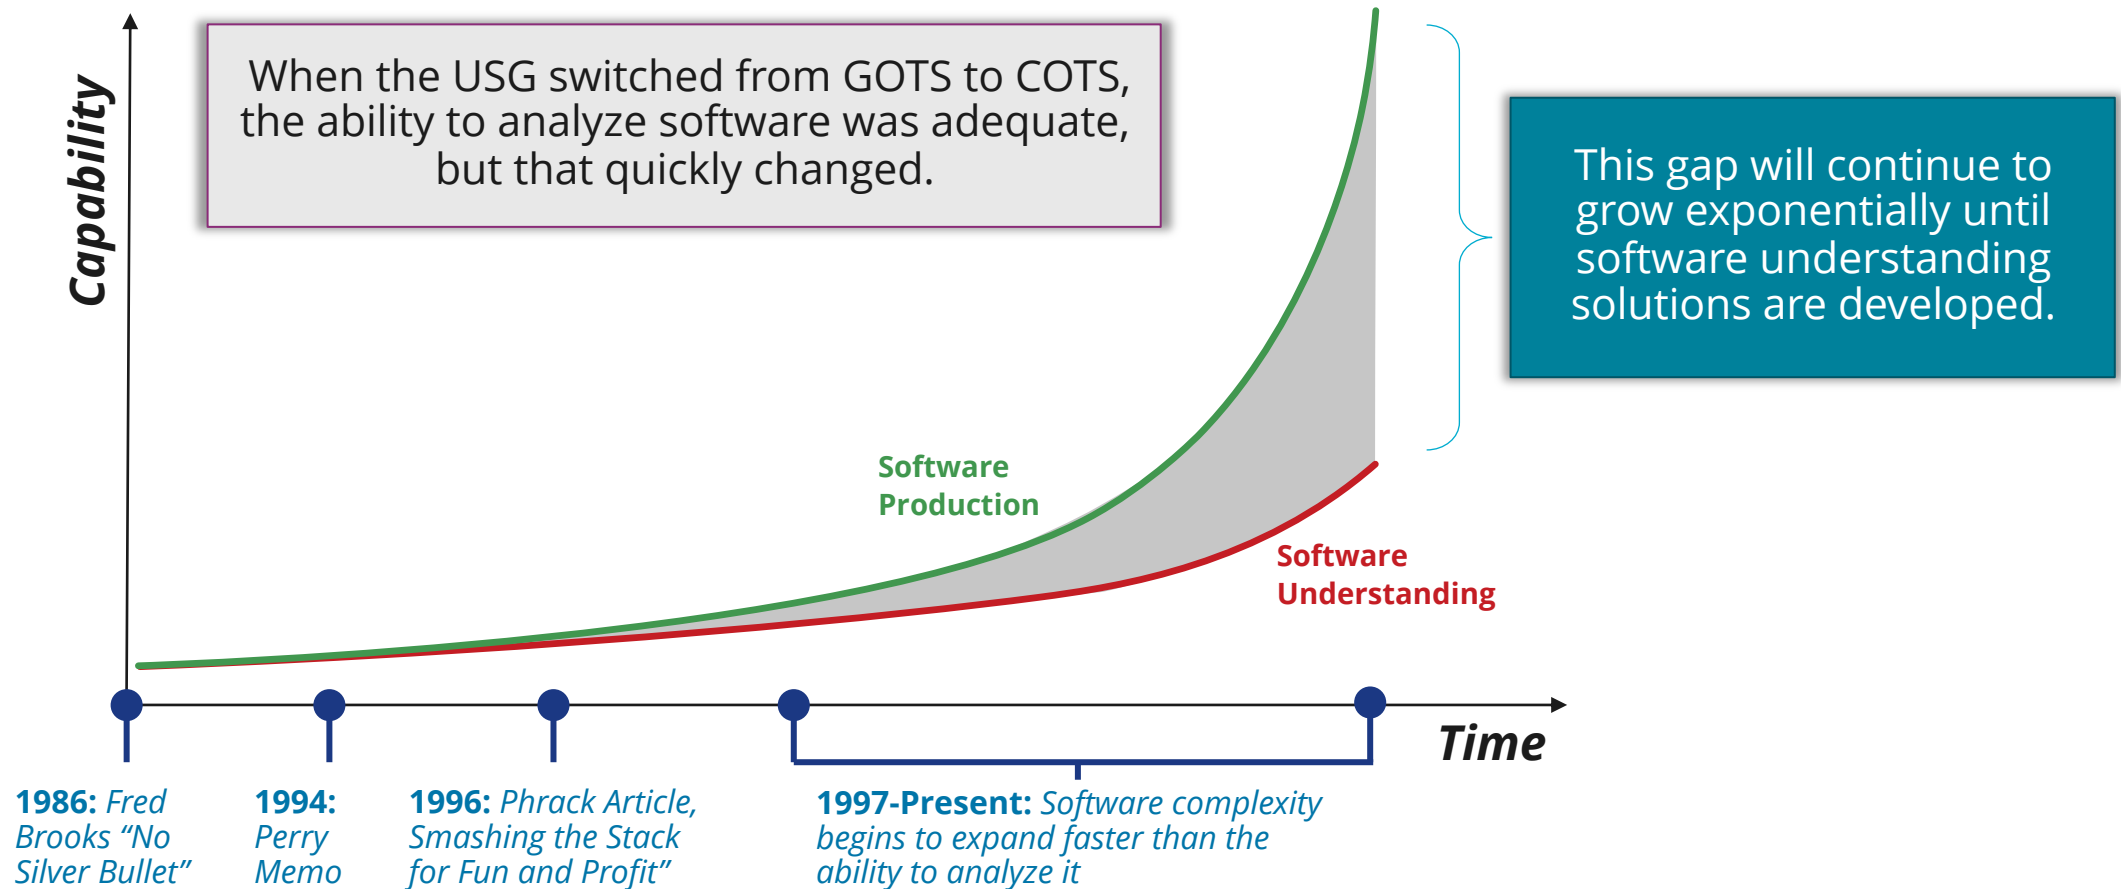 Capability
When the USG switched from GOTS to COTS,
the ability to analyze software was adequate,
but that quickly changed.
This gap will continue to
grow exponentially until
software understanding
solutions are developed.
Software
Production
Software
Understanding
Time
1986: Fred
Brooks “No
Silver Bullet”
1994:
Perry
Memo
1996: Phrack Article,
Smashing the Stack
for Fun and Profit”
1997-Present: Software complexity
begins to expand faster than the
ability to analyze it